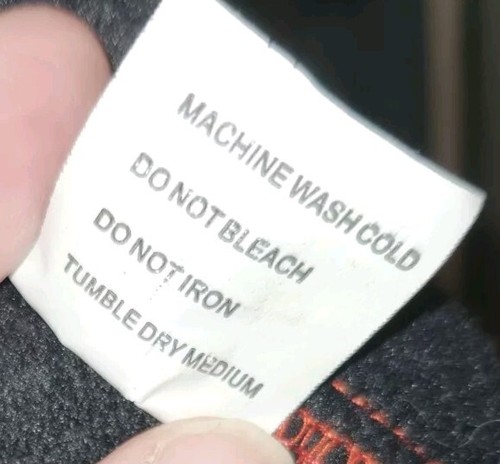 MACHINE WASH COLD
DO NOT BLEACH
DO NOT IRON
TUMBLE DRY MEDIUM